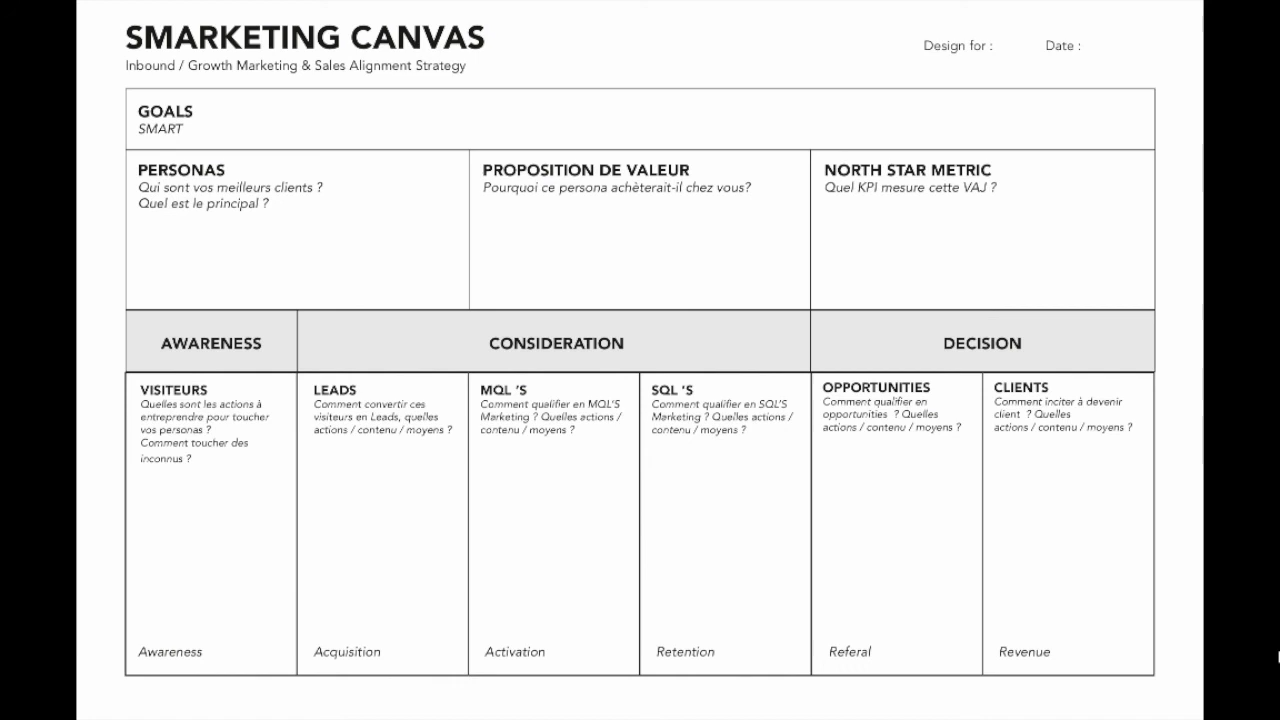 SMARKETING CANVAS
Inbound / Growth Marketing & Sales Alignment Strategy
Design for :
Date :
GOALS
SMART
PERSONAS
Qui sont vos meilleurs clients ?
Quel est le principal ?
PROPOSITION DE VALEUR
Pourquoi ce persona achèterait-il chez vous?
NORTH STAR METRIC
Quel KPI mesure cette VAJ ?
AWARENESS
CONSIDERATION
DECISION
VISITEURS
Quelles sont les actions à
entreprendre pour toucher
vos personas ?
Comment toucher des
inconnus ?
Awareness
LEADS
Comment convertir ces
visiteurs en Leads, quelles
actions / contenu / moyens ?
Acquisition
MQL 'S
Comment qualifier en MQL'S
Marketing ? Quelles actions /
contenu / moyens ?
Activation
SQL 'S
Comment qualifier en SQL'S
Marketing ? Quelles actions /
contenu / moyens ?
Retention
OPPORTUNITIES
Comment qualifier en
opportunities ? Quelles
actions / contenu / moyens ?
Referal
CLIENTS
Comment inciter à devenir
client ? Quelles
actions / contenu / moyens ?
Revenue